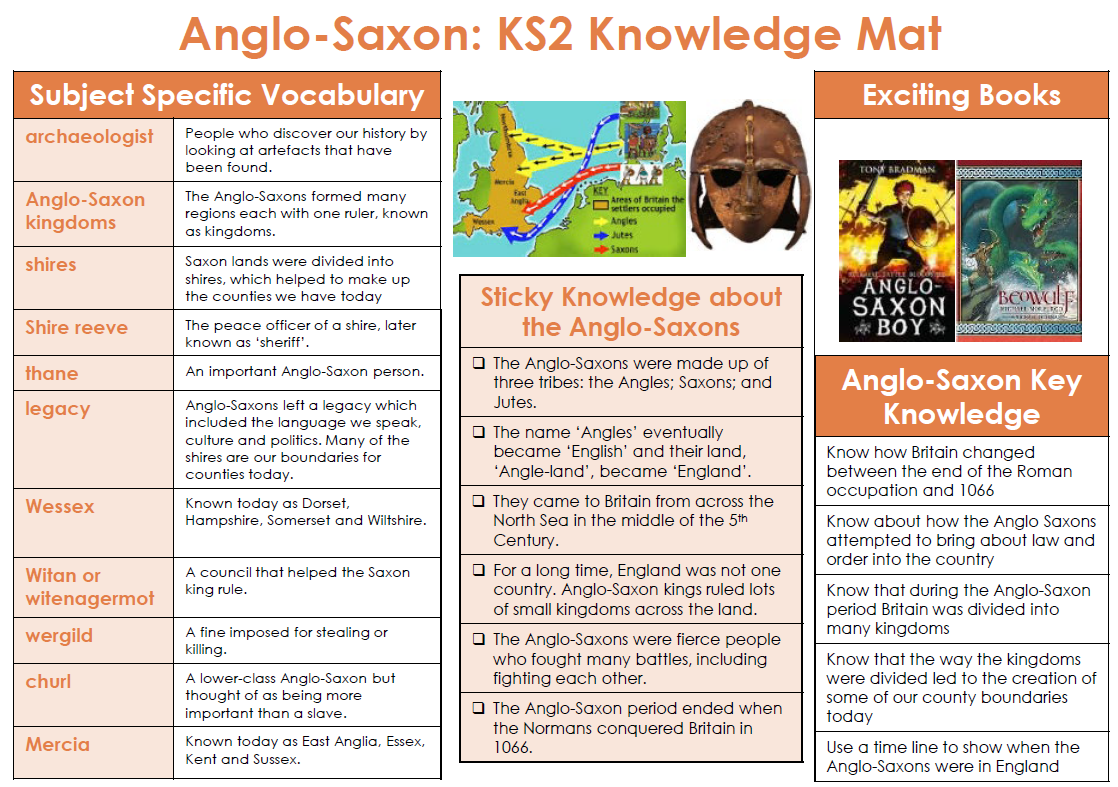 Anglo-Saxon: KS2 Knowledge Mat
Subject Specific Vocabulary
archaeologist
People who discover our history by
looking at artefacts that have
been found.
Anglo-Saxon
kingdoms
The Anglo-Saxons formed many
regions each with one ruler, known
as kingdoms.
shires
Saxon lands were divided into
shires, which helped to make up
the counties we have today
Shire reeve
The peace officer of a shire, later
known as ‘sheriff’.
thane
An important Anglo-Saxon person.
legacy
Anglo-Saxons left a legacy which
included the language we speak,
culture and politics. Many of the
shires are our boundaries for
counties today.
Wessex
Known today as Dorset,
Hampshire, Somerset and Wiltshire.
Witan or
witenagermot
A council that helped the Saxon
king rule.
wergild
A fine imposed for stealing or
killing.
churl
A lower-class Anglo-Saxon but
thought of as being more
important than a slave.
Mercia
Known today as East Anglia, Essex,
Kent and Sussex.
Mercia
East
Anglia
Wessex
KEY
Areas of Britain the
settlers occupied
Angles
Jutes
Saxons
Sticky Knowledge about
the Anglo-Saxons
❑ The Anglo-Saxons were made up of
three tribes: the Angles; Saxons; and
Jutes.
❑ The name ‘Angles’ eventually
became ‘English’ and their land,
‘Angle-land’, became ‘England’.
❑ They came to Britain from across the
North Sea in the middle of the 5th
Century.
❑ For a long time, England was not one
country. Anglo-Saxon kings ruled lots
of small kingdoms across the land.
❑ The Anglo-Saxons were fierce people
who fought many battles, including
fighting each other.
❑ The Anglo-Saxon period ended when
the Normans conquered Britain in
1066.
Exciting Books
TONY BRADMAN
ANGLO-
SAXON
BOY
BEOWULF
MICHAEL MORPURGO
Anglo-Saxon Key
Knowledge
Know how Britain changed
between the end of the Roman
occupation and 1066
Know about how the Anglo Saxons
attempted to bring about law and
order into the country
Know that during the Anglo-Saxon
period Britain was divided into
many kingdoms
Know that the way the kingdoms
were divided led to the creation of
some of our county boundaries
today
Use a time line to show when the
Anglo-Saxons were in England